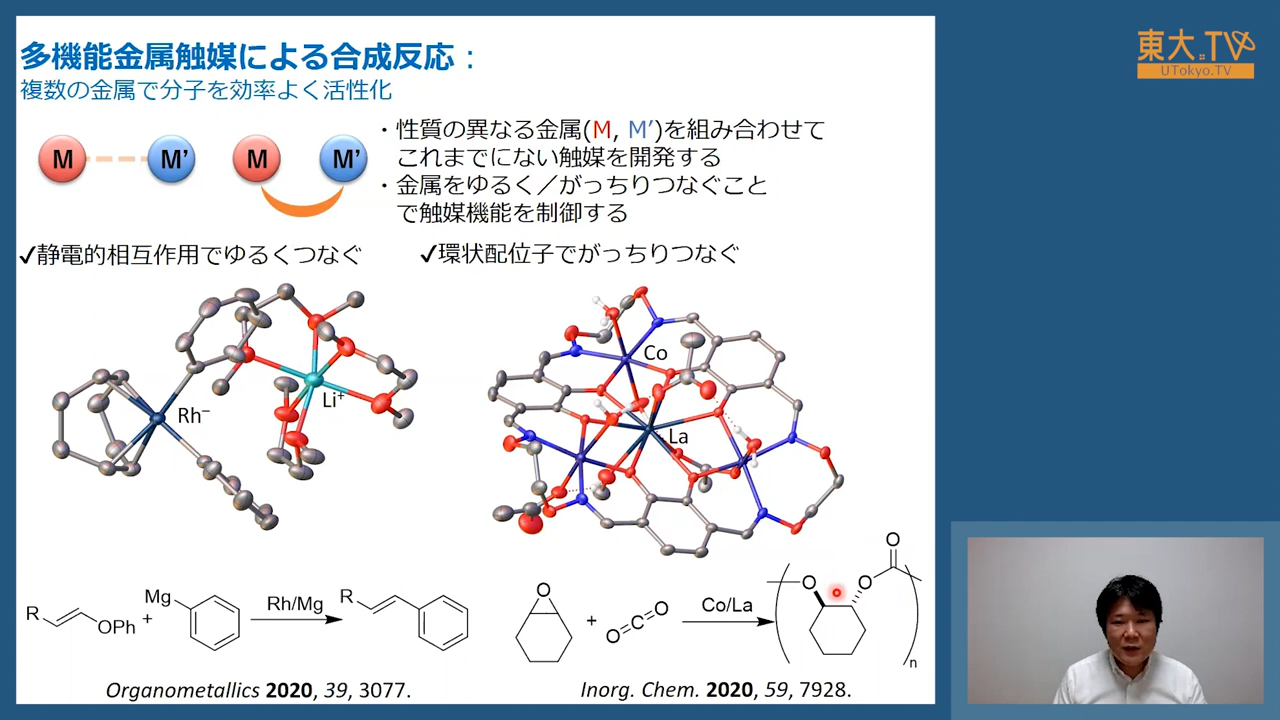 多機能金属触媒による合成反応：
複数の金属で分子を効率よく活性化
M M’ M M’
・性質の異なる金属(M, M’)を組み合わせて
これまでにない触媒を開発する
・金属をゆるく／がっちりつなぐこと
で触媒機能を制御する
✓静電的相互作用でゆるくつなぐ
✓環状配位子でがっちりつなぐ
Rh–
Li+
Co
La
R
OPh
+
Mg
Rh/Mg
R
O
+
O=C=O
Co/La
O
O
O
n
Organometallics 2020, 39, 3077.
Inorg. Chem. 2020, 59, 7928.
東大.TV
UTokyo.TV